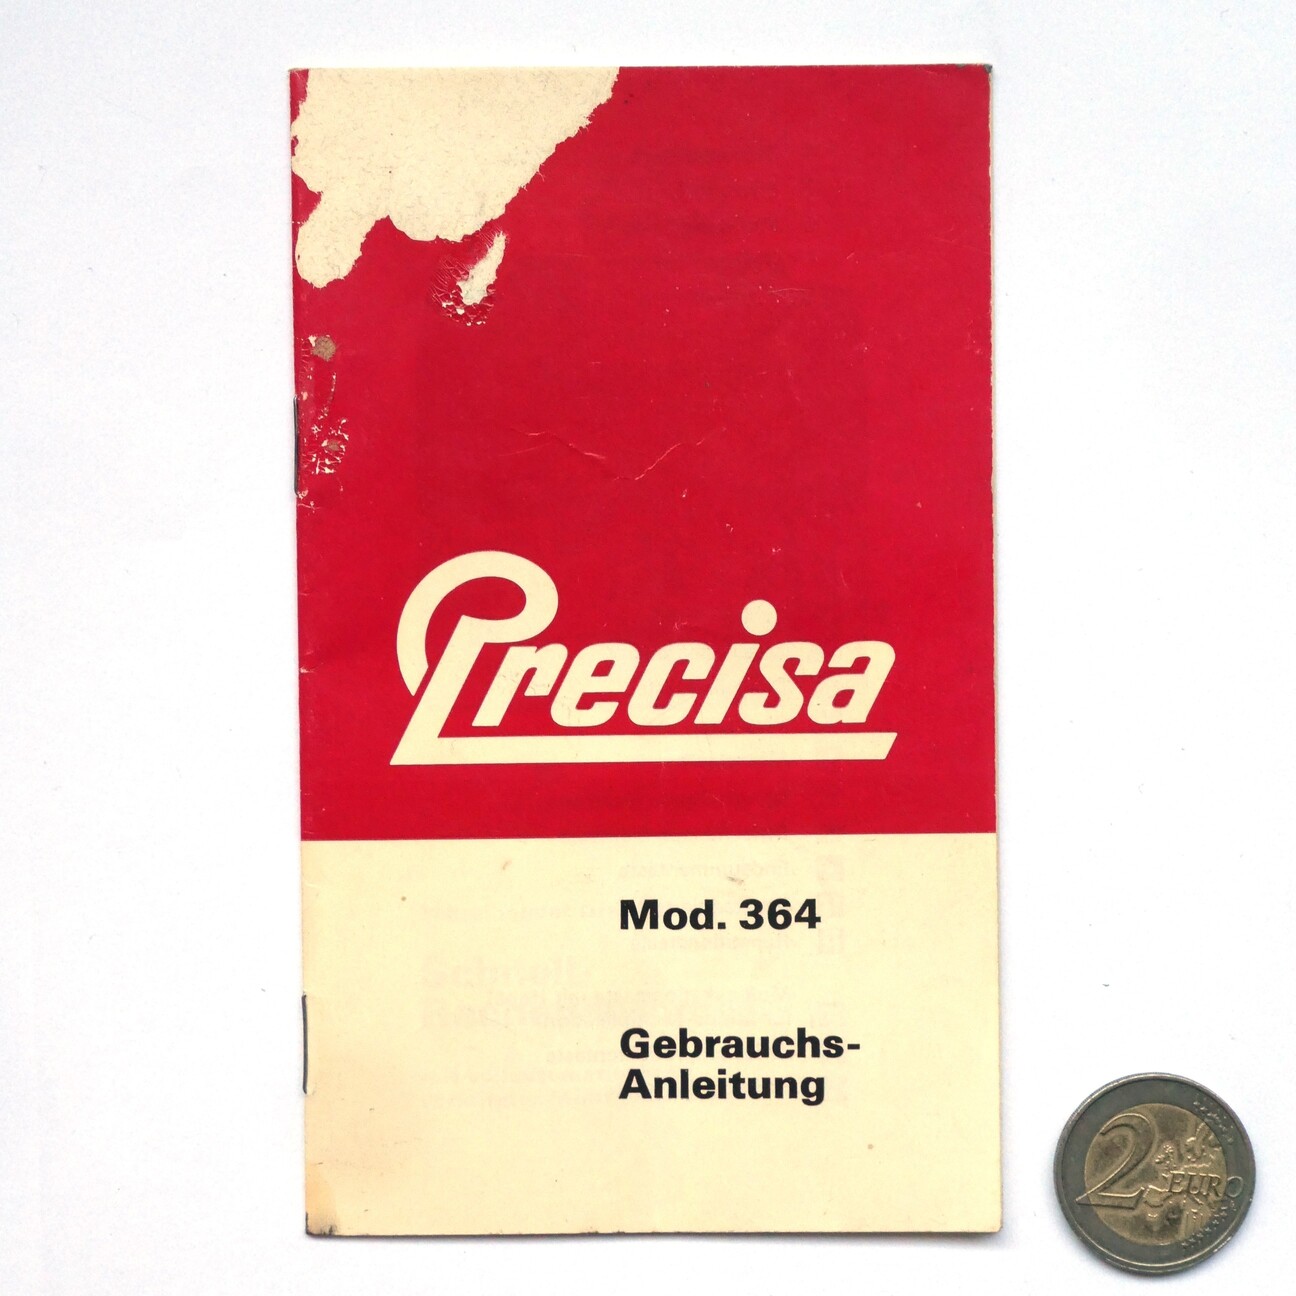 Precisa
Mod. 364
Gebrauchs-
Anleitung
2 EURO